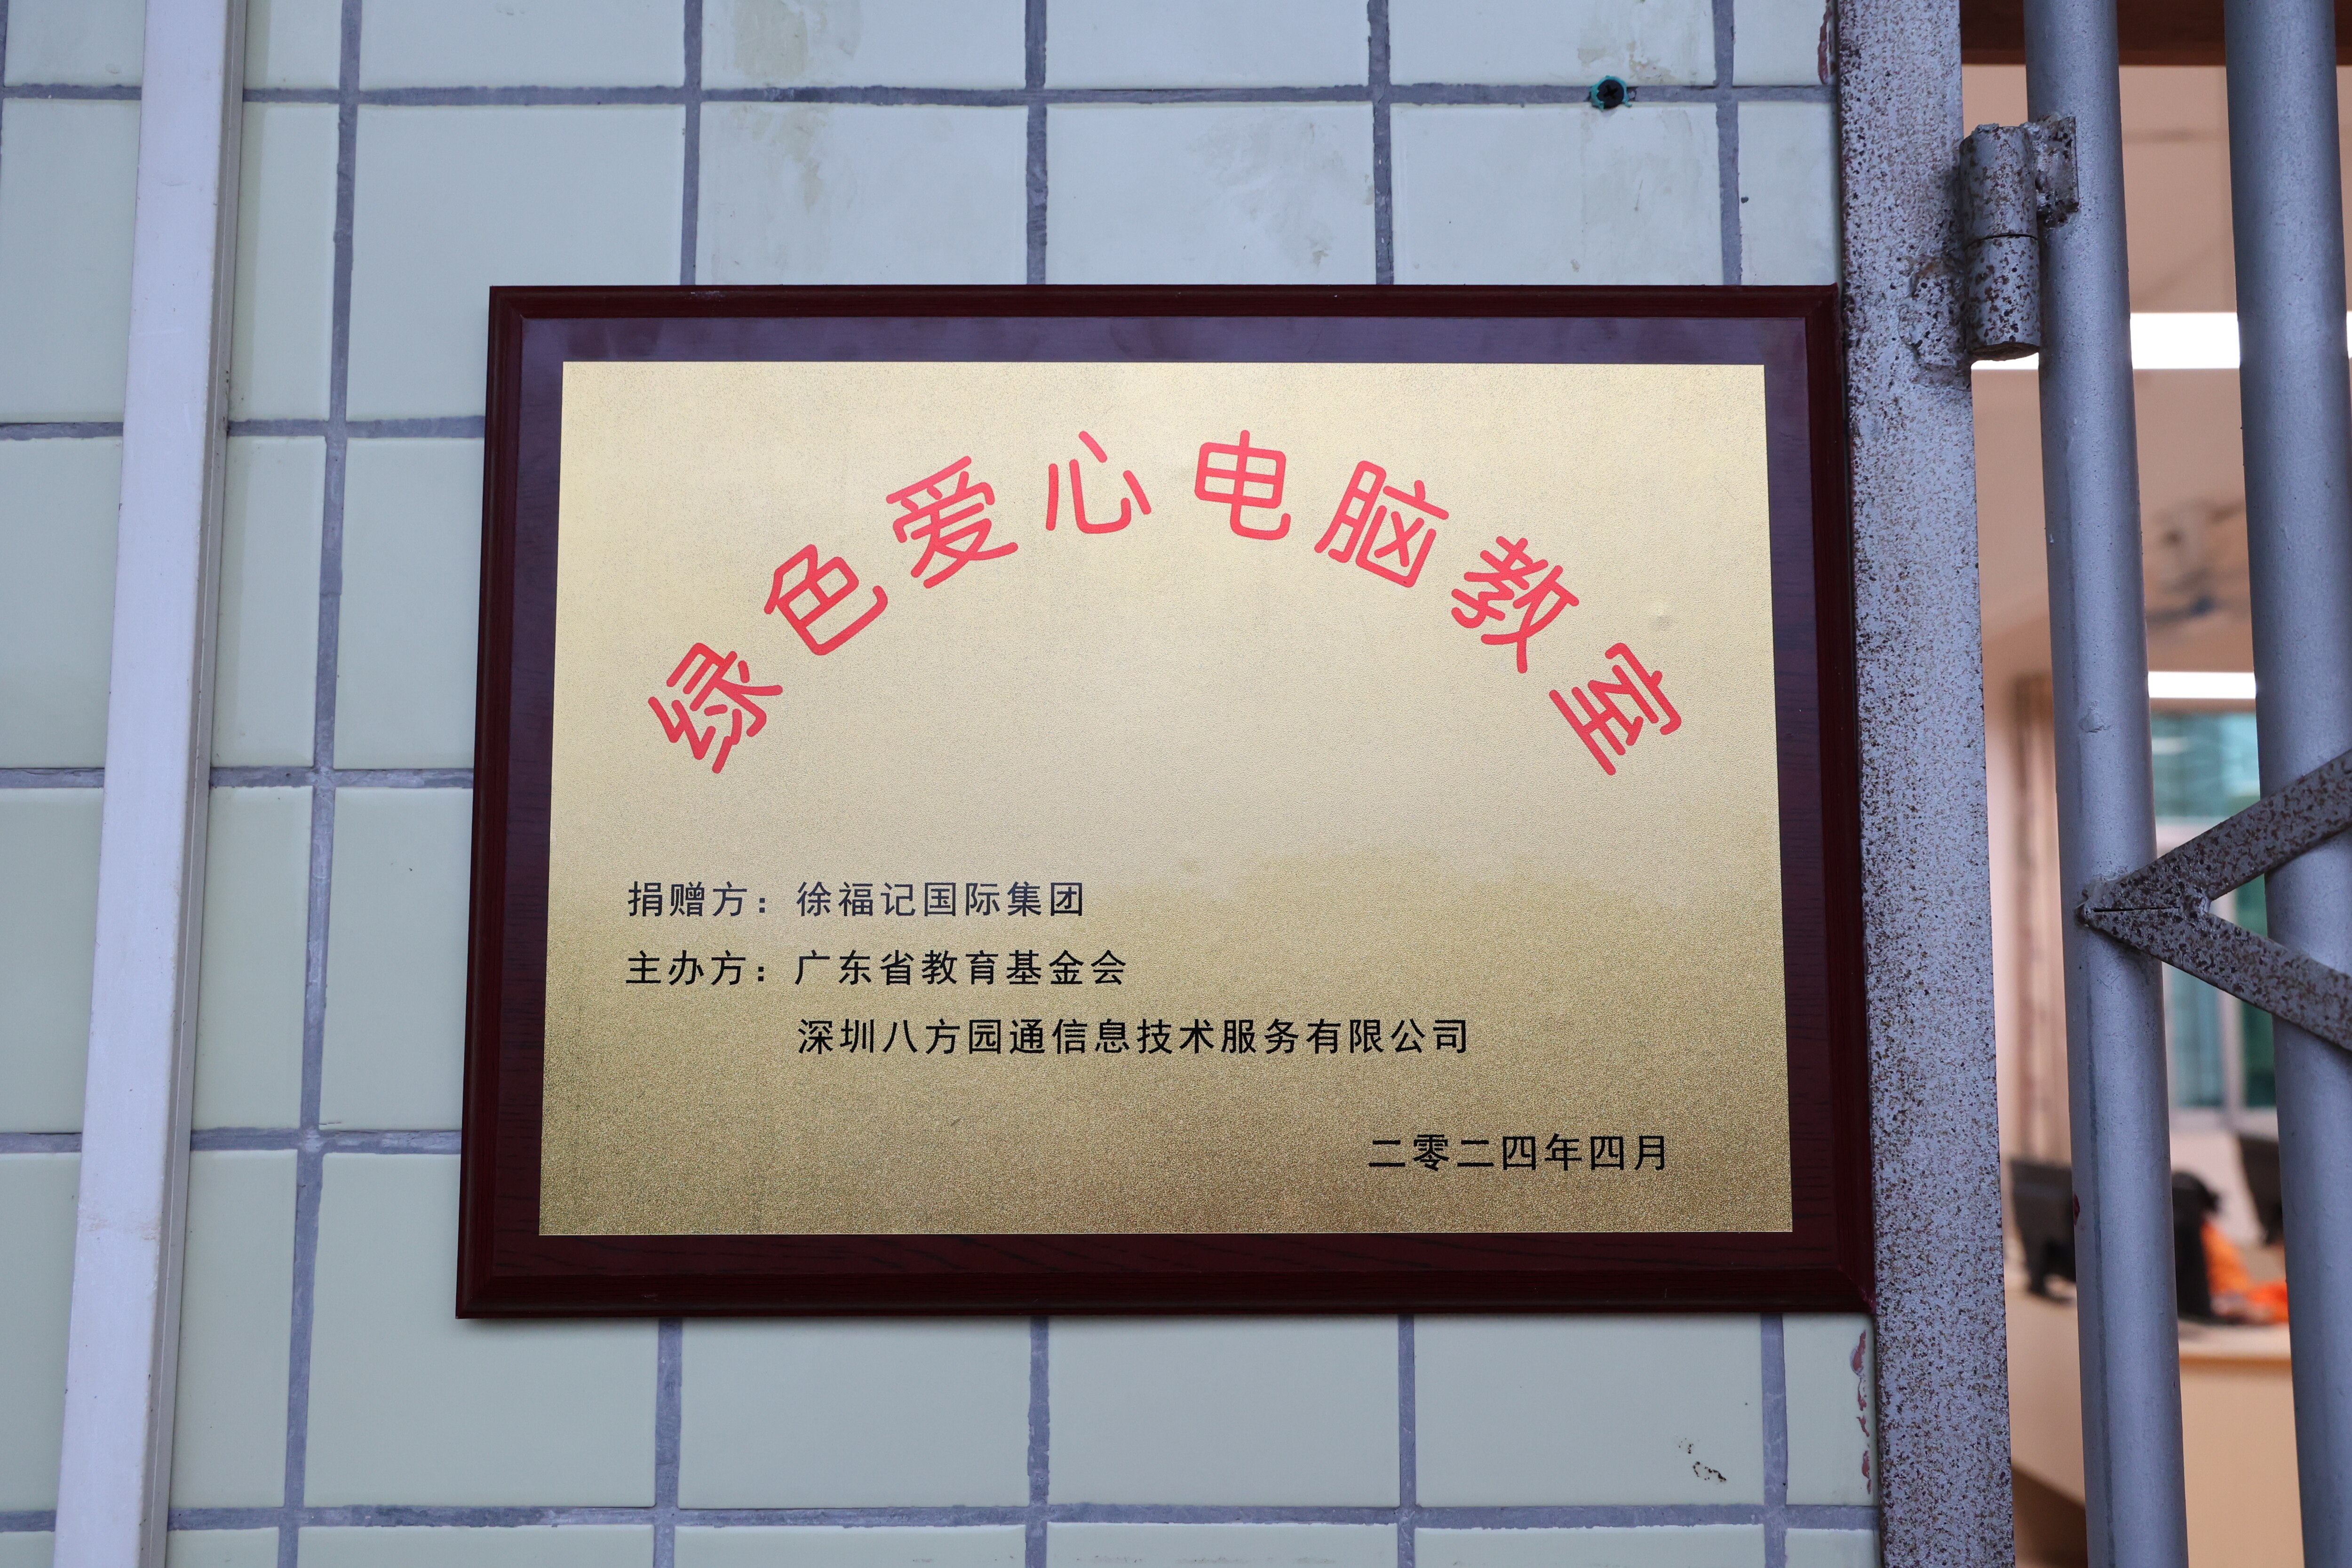 绿色爱心电脑教室
捐赠方：徐福记国际集团
主办方：广东省教育基金会
深圳八方园通信息技术服务有限公司
二零二四年四月